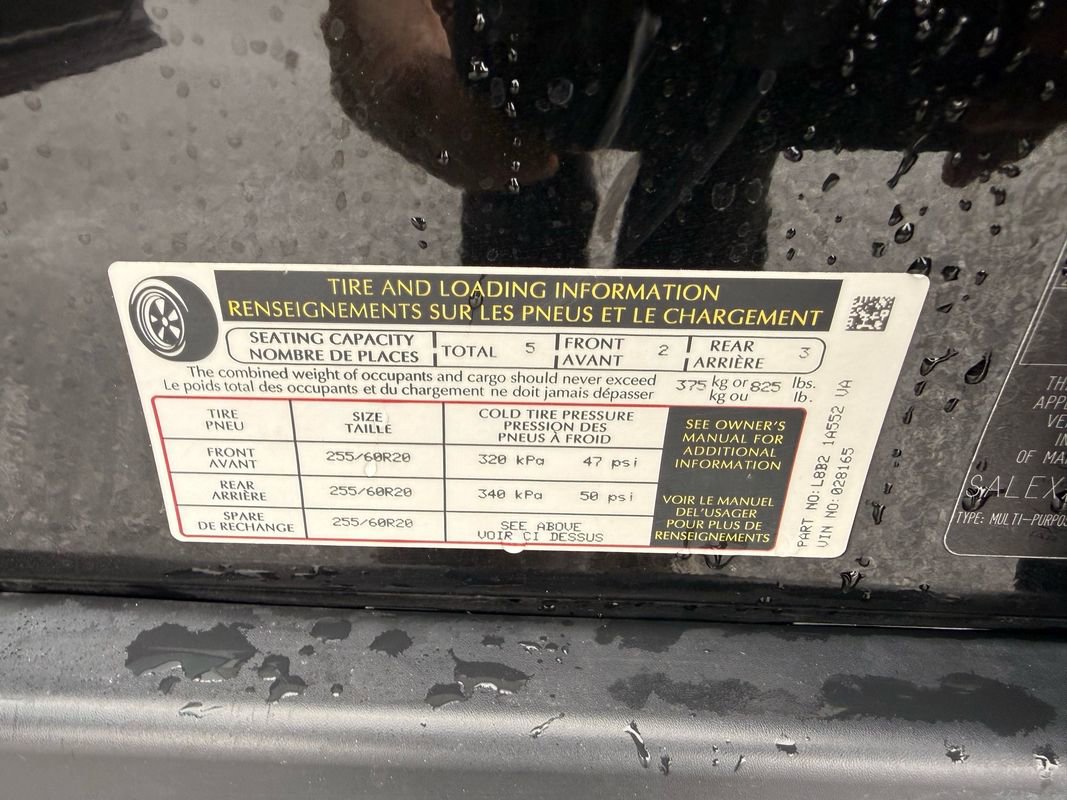 TIRE AND LOADING INFORMATION
RENSEIGNEMENTS SUR LES PNEUS ET LE CHARGEMENT
SEATING CAPACITY
NOMBRE DE PLACES
TOTAL 5
FRONT
AVANT 2
REAR
ARRIÈRE 3
The combined weight of occupants and cargo should never exceed 375 kg or 825 lbs.
Le poids total des occupants et du chargement ne doit jamais dépasser kg ou lb.
TIRE
PNEU
SIZE
TAILLE
COLD TIRE PRESSURE
PRESSION DES
PNEUS À FROID
FRONT
AVANT
255/60R20
320 kPa 47 psi
REAR
ARRIÈRE
255/60R20
340 kPa 50 psi
SPARE
DE RECHANGE
255/60R20
SEE ABOVE
VOIR CI DESSUS
SEE OWNER'S
MANUAL FOR
ADDITIONAL
INFORMATION
VOIR LE MANUEL
DEL'USAGER
POUR PLUS DE
RENSEIGNEMENTS
PART NO: L8B2 1A552 VA
VIN NO: 028165
TH
APP
VE
IN
OF MA
SALEX
TYPE: MULTI-PURPOS